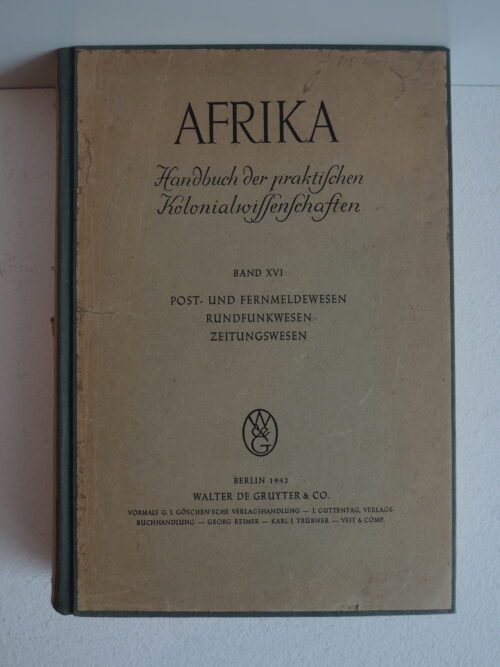 AFRIKA
Handbuch der praktischen
Kolonialwissenschaften
BAND XVI
POST- UND FERNMELDEWESEN
RUNDFUNKWESEN
ZEITUNGSWESEN
W
de
G
BERLIN 1942
WALTER DE GRUYTER & CO.
VORMALS G. J. GÖSCHEN'SCHE VERLAGSHANDLUNG — J. GUTTENTAG, VERLAGS-
BUCHHANDLUNG — GEORG REIMER — KARL J. TRÜBNER — VEIT & COMP.